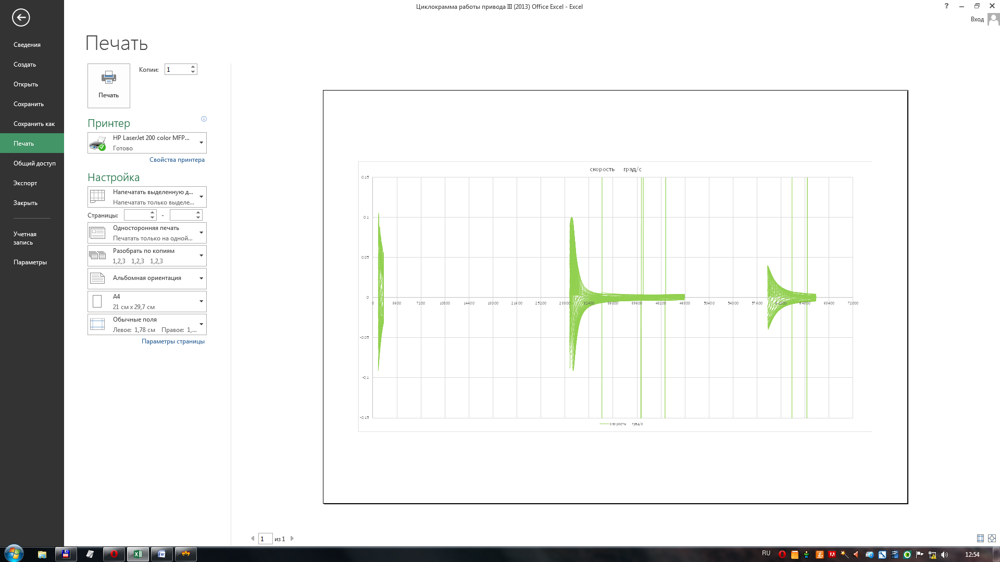 Циклокрамма работы привода III (2013) Office Excel - Excel
?
Вход
Сведения
Создать
Открыть
Сохранить
Сохранить как
Печать
Общий доступ
Экспорт
Закрыть
Учетная
запись
Параметры
Печать
Печать
Копии: 1
Принтер
HP LaserJet 200 color MFP...
Готово
Свойства принтера
Настройка
Напечатать выделенную д...
Напечатать только выделе...
Страницы: -
Односторонняя печать
Печатать только на одной...
Разобрать по копиям
1,2,3 1,2,3 1,2,3
Альбомная ориентация
A4
21 см x 29,7 см
Обычные поля
Левое: 1,78 см Правое: 1,...
Параметры страницы
скорость град/с
0,15
0,1
0,05
0
-0,05
-0,1
-0,15
0 3600 7200 10800 14400 18000 21600 25200 28800 32400 36000 39600 43200 46800 50400 54000 57600 61200 64800 68400 72000
скорость град/с
1 из 1
RU
12:54